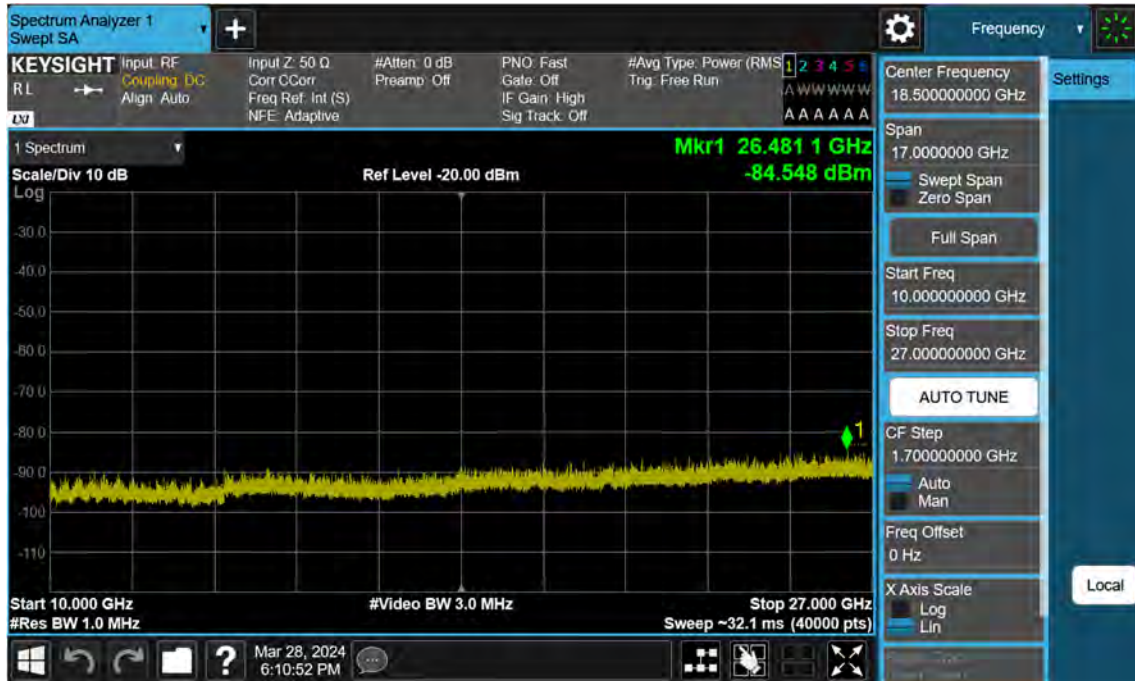 Spectrum Analyzer 1
Swept SA
Frequency
KEYSIGHT
RL
LXI
Input: RF
Coupling: DC
Align: Auto
Input Z: 50 Ω
Corr CCorr
Freq Ref: Int (S)
NFE: Adaptive
#Atten: 0 dB
Preamp: Off
PNO: Fast
Gate: Off
IF Gain: High
Sig Track: Off
#Avg Type: Power (RMS
Trig: Free Run
1 2 3 4 5 6
A W W W W W
A A A A A A
1 Spectrum
Scale/Div 10 dB
Log
Ref Level -20.00 dBm
Mkr1 26.481 1 GHz
-84.548 dBm
-30.0
-40.0
-50.0
-60.0
-70.0
-80.0
-90.0
-100
-110
1
Start 10.000 GHz
#Res BW 1.0 MHz
#Video BW 3.0 MHz
Stop 27.000 GHz
Sweep ~32.1 ms (40000 pts)
Mar 28, 2024
6:10:52 PM
?
Center Frequency
18.500000000 GHz
Span
17.0000000 GHz
Swept Span
Zero Span
Full Span
Start Freq
10.000000000 GHz
Stop Freq
27.000000000 GHz
AUTO TUNE
CF Step
1.700000000 GHz
Auto
Man
Freq Offset
0 Hz
X Axis Scale
Log
Lin
Settings
Local